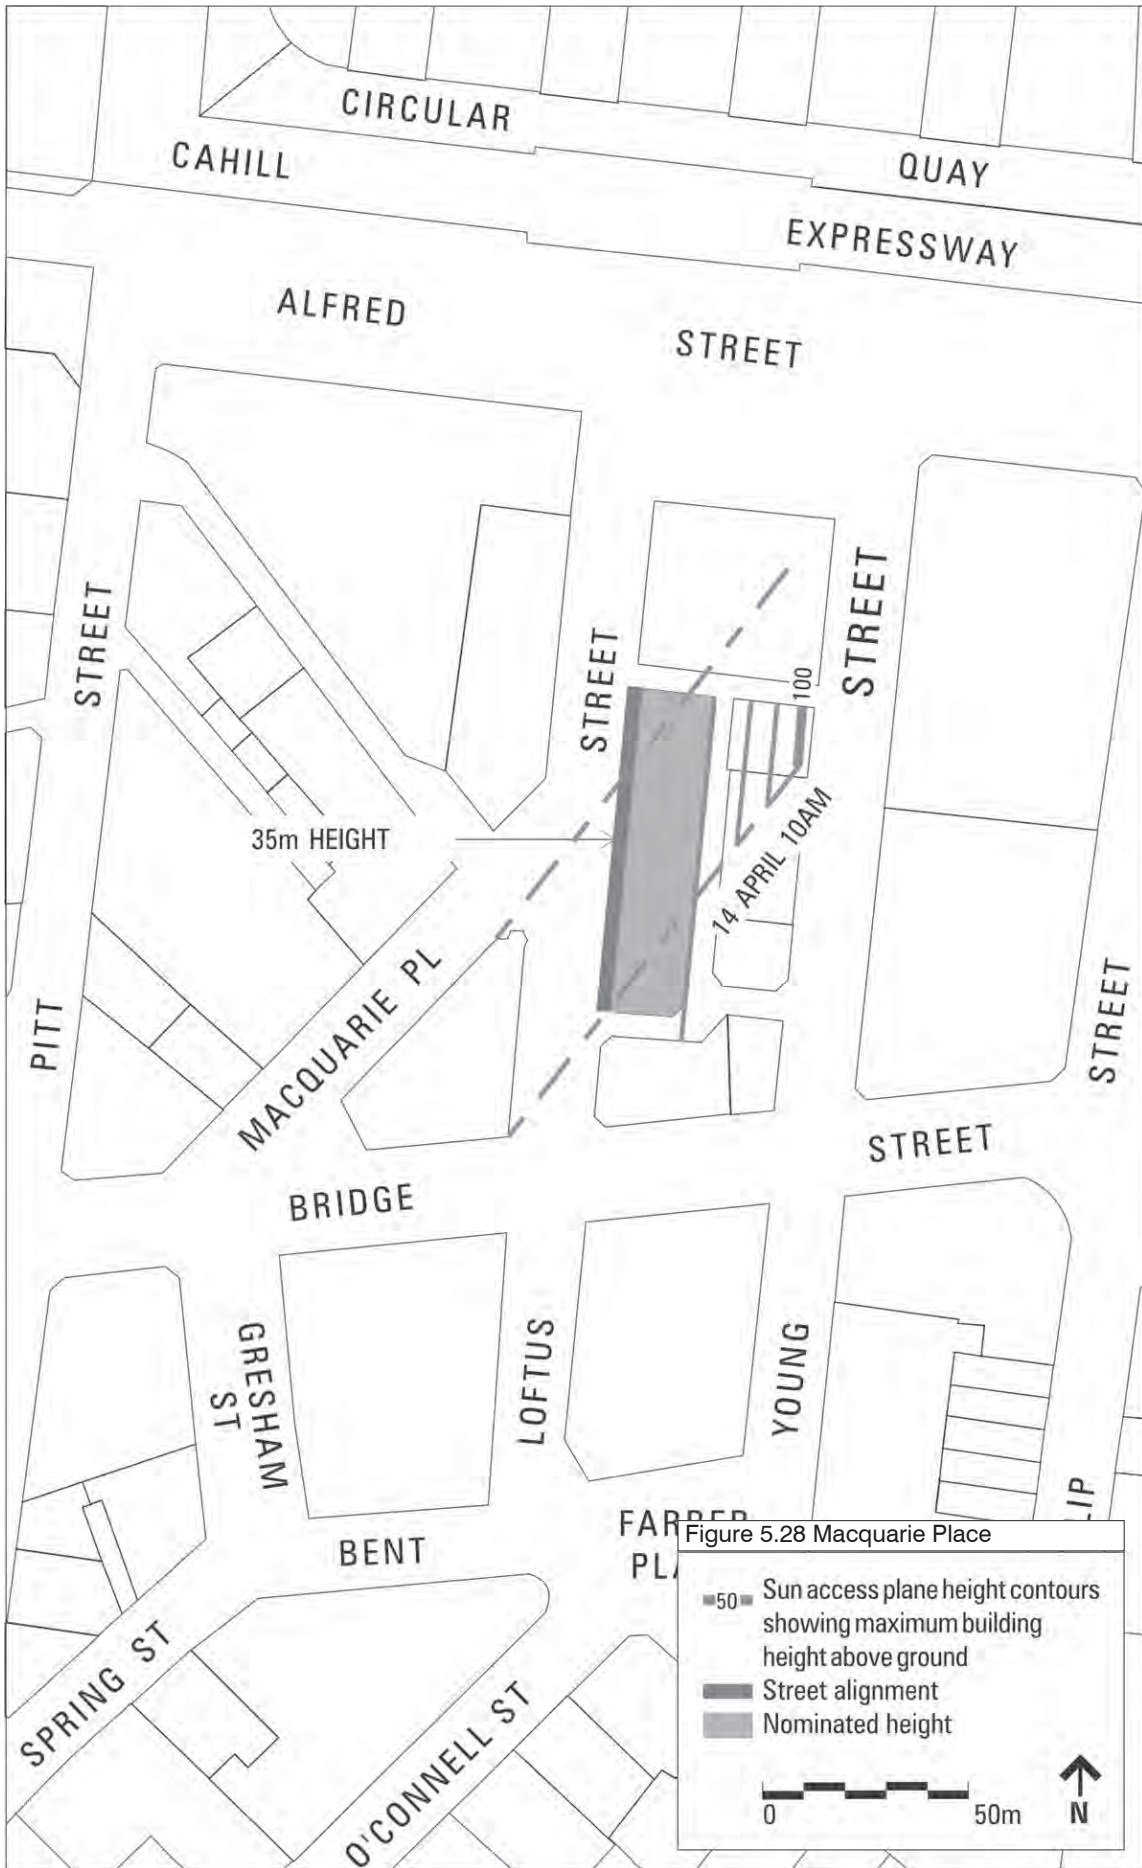 CIRCULAR
QUAY
CAHILL
EXPRESSWAY
ALFRED
STREET
STREET
STREET
STREET
100
35m HEIGHT
14 APRIL 10AM
MACQUARIE PL
PITT
STREET
STREET
BRIDGE
GRESHAM
ST
LOFTUS
YOUNG
BENT
SPRING ST
O'CONNELL ST
Figure 5.28 Macquarie Place
50 Sun access plane height contours
showing maximum building
height above ground
Street alignment
Nominated height
0 50m N